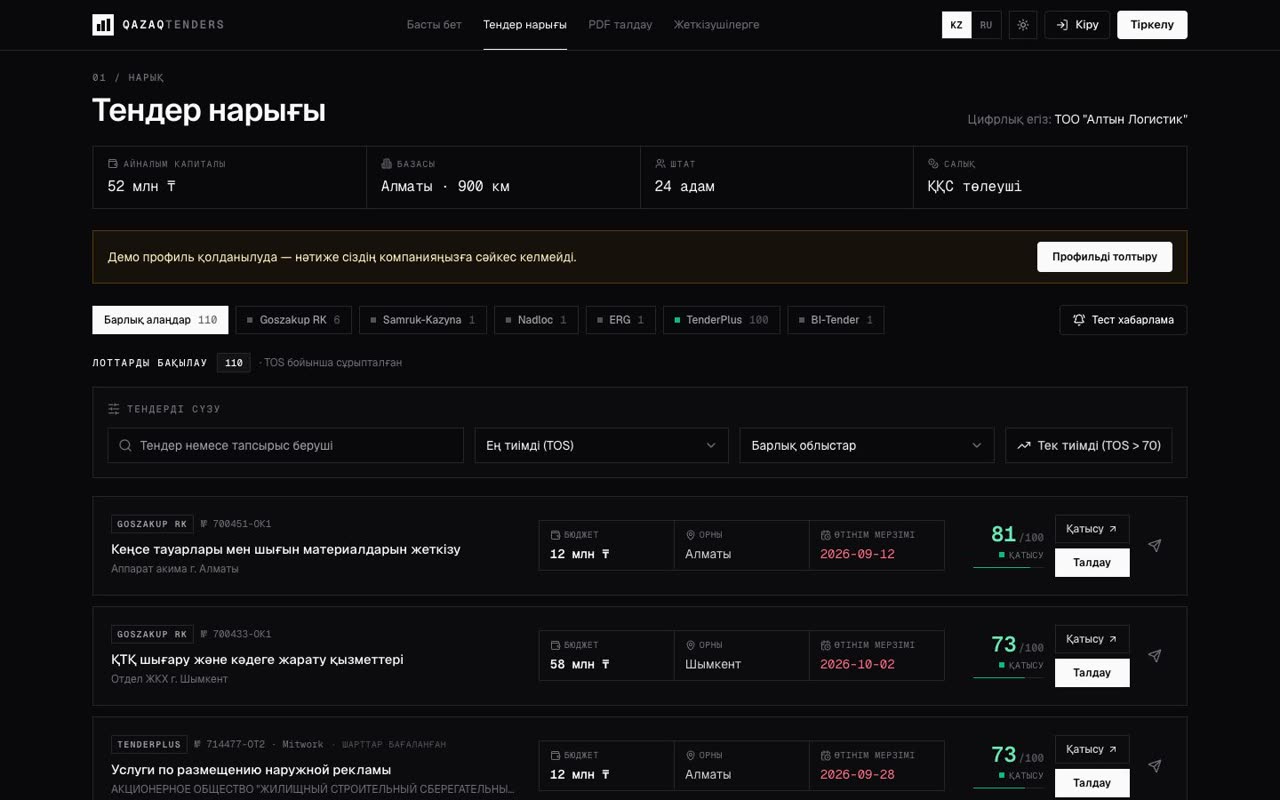 QAZAQTENDERS
Басты бет
Тендер нарығы
PDF талдау
Жеткізушілерге
KZ
RU
Кіру
Тіркелу
01 / НАРЫҚ
Тендер нарығы
Цифрлық егіз: ТОО "Алтын Логистик"
АЙНАЛЫМ КАПИТАЛЫ
52 млн ₸
БАЗАСЫ
Алматы · 900 км
ШТАТ
24 адам
САЛЫҚ
ҚҚС төлеуші
Демо профиль қолданылуда — нәтиже сіздің компанияңызға сәйкес келмейді.
Профильді толтыру
Барлық алаңдар 110
Goszakup RK 6
Samruk-Kazyna 1
Nadloc 1
ERG 1
TenderPlus 100
BI-Tender 1
Тест хабарлама
ЛОТТАРДЫ БАҚЫЛАУ 110 · TOS бойынша сұрыпталған
ТЕНДЕРДІ СҮЗУ
Тендер немесе тапсырыс беруші
Ең тиімді (TOS)
Барлық облыстар
Тек тиімді (TOS > 70)
GOSZAKUP RK № 700451-ОК1
Кеңсе тауарлары мен шығын материалдарын жеткізу
Аппарат акима г. Алматы
БЮДЖЕТ
12 млн ₸
ОРНЫ
Алматы
ӨТІНІМ МЕРЗІМІ
2026-09-12
81 /100
ҚАТЫСУ
Қатысу
Талдау
GOSZAKUP RK № 700433-ОК1
ҚТҚ шығару және кәдеге жарату қызметтері
Отдел ЖКХ г. Шымкент
БЮДЖЕТ
58 млн ₸
ОРНЫ
Шымкент
ӨТІНІМ МЕРЗІМІ
2026-10-02
73 /100
ҚАТЫСУ
Қатысу
Талдау
TENDERPLUS № 714477-ОТ2 · Mitwork · ШАРТТАР БАҒАЛАНҒАН
Услуги по размещению наружной рекламы
АКЦИОНЕРНОЕ ОБЩЕСТВО "ЖИЛИЩНЫЙ СТРОИТЕЛЬНЫЙ СБЕРЕГАТЕЛЬНЫ…
БЮДЖЕТ
12 млн ₸
ОРНЫ
Алматы
ӨТІНІМ МЕРЗІМІ
2026-09-28
73 /100
ҚАТЫСУ
Қатысу
Талдау